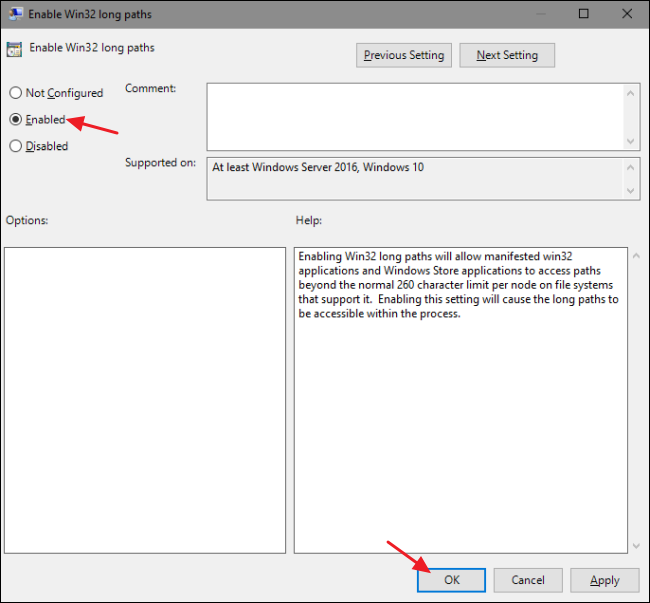 Enable Win32 long paths
Enable Win32 long paths
Previous Setting
Next Setting
Not Configured
Comment:
Enabled
Disabled
Supported on:
At least Windows Server 2016, Windows 10
Options:
Help:
Enabling Win32 long paths will allow manifested win32
applications and Windows Store applications to access paths
beyond the normal 260 character limit per node on file systems
that support it.  Enabling this setting will cause the long paths to
be accessible within the process.
OK
Cancel
Apply